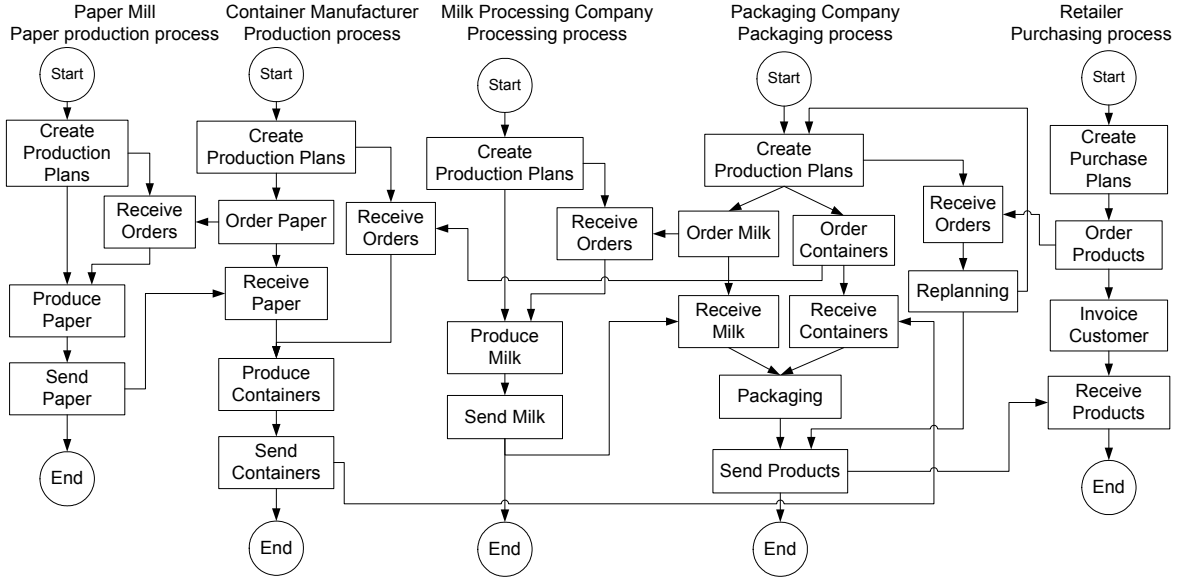 Paper Mill
Paper production process
Start
Create
Production
Plans
Receive
Orders
Produce
Paper
Send
Paper
End
Container Manufacturer
Production process
Start
Create
Production Plans
Order Paper
Receive
Orders
Receive
Paper
Produce
Containers
Send
Containers
End
Milk Processing Company
Processing process
Start
Create
Production Plans
Receive
Orders
Produce
Milk
Send Milk
End
Packaging Company
Packaging process
Start
Create
Production Plans
Order Milk
Order
Containers
Receive
Orders
Replanning
Receive
Milk
Receive
Containers
Packaging
Send Products
End
Retailer
Purchasing process
Start
Create
Purchase
Plans
Order
Products
Invoice
Customer
Receive
Products
End